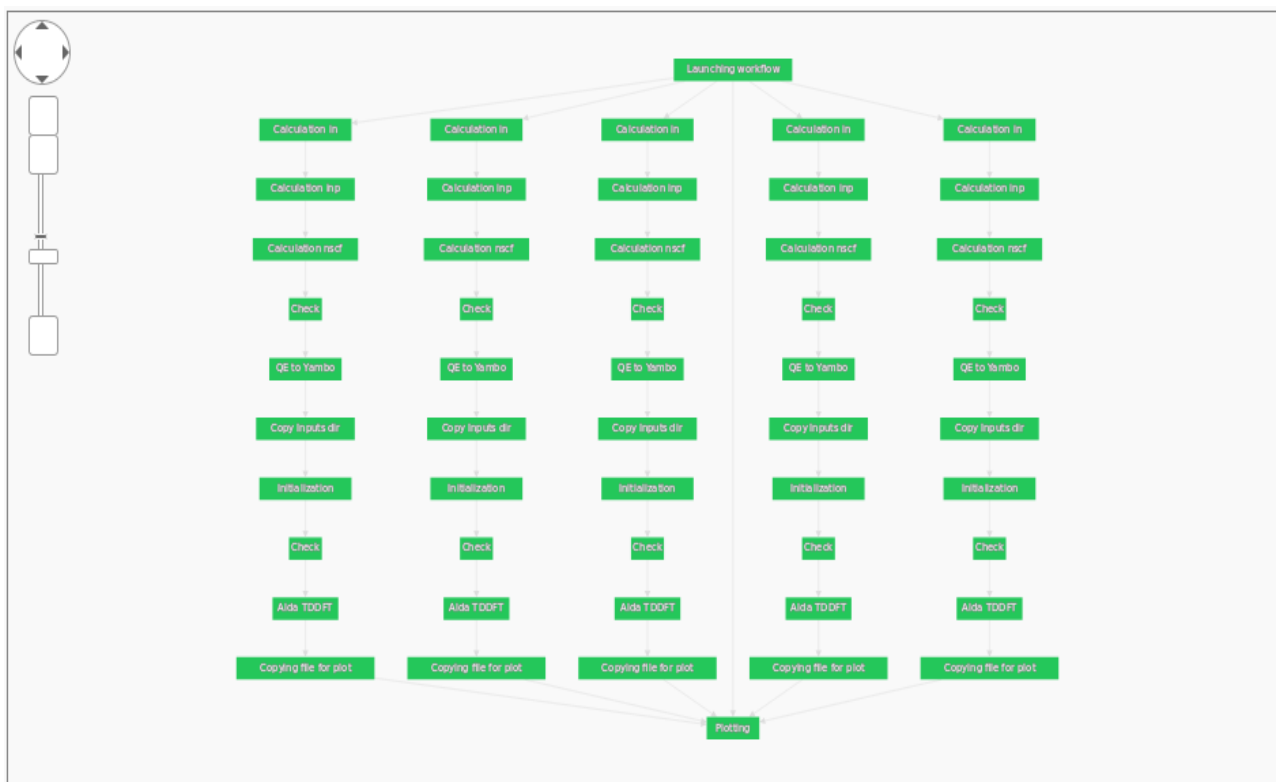 Launching workflow
Calculation in Calculation in Calculation in Calculation in Calculation in
Calculation inp Calculation inp Calculation inp Calculation inp Calculation inp
Calculation nscf Calculation nscf Calculation nscf Calculation nscf Calculation nscf
Check Check Check Check Check
QE to Yambo QE to Yambo QE to Yambo QE to Yambo QE to Yambo
Copy Inputs dir Copy Inputs dir Copy Inputs dir Copy Inputs dir Copy Inputs dir
Initialization Initialization Initialization Initialization Initialization
Check Check Check Check Check
Alda TDDFT Alda TDDFT Alda TDDFT Alda TDDFT Alda TDDFT
Copying file for plot Copying file for plot Copying file for plot Copying file for plot Copying file for plot
Plotting